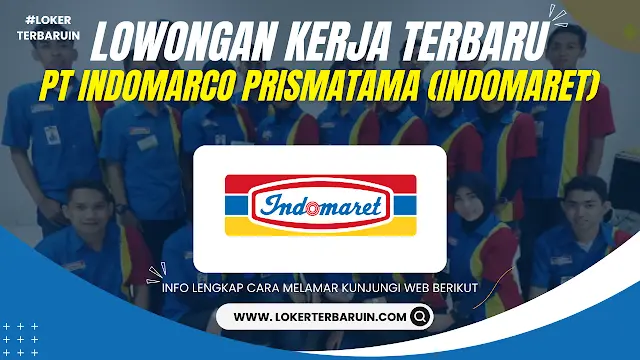 #LOKER
TERBARUIN
LOWONGAN KERJA TERBARU
PT INDOMARCO PRISMATAMA (INDOMARET)
Indomaret
INFO LENGKAP CARA MELAMAR KUNJUNGI WEB BERIKUT
WWW. LOKERTERBARUIN.COM